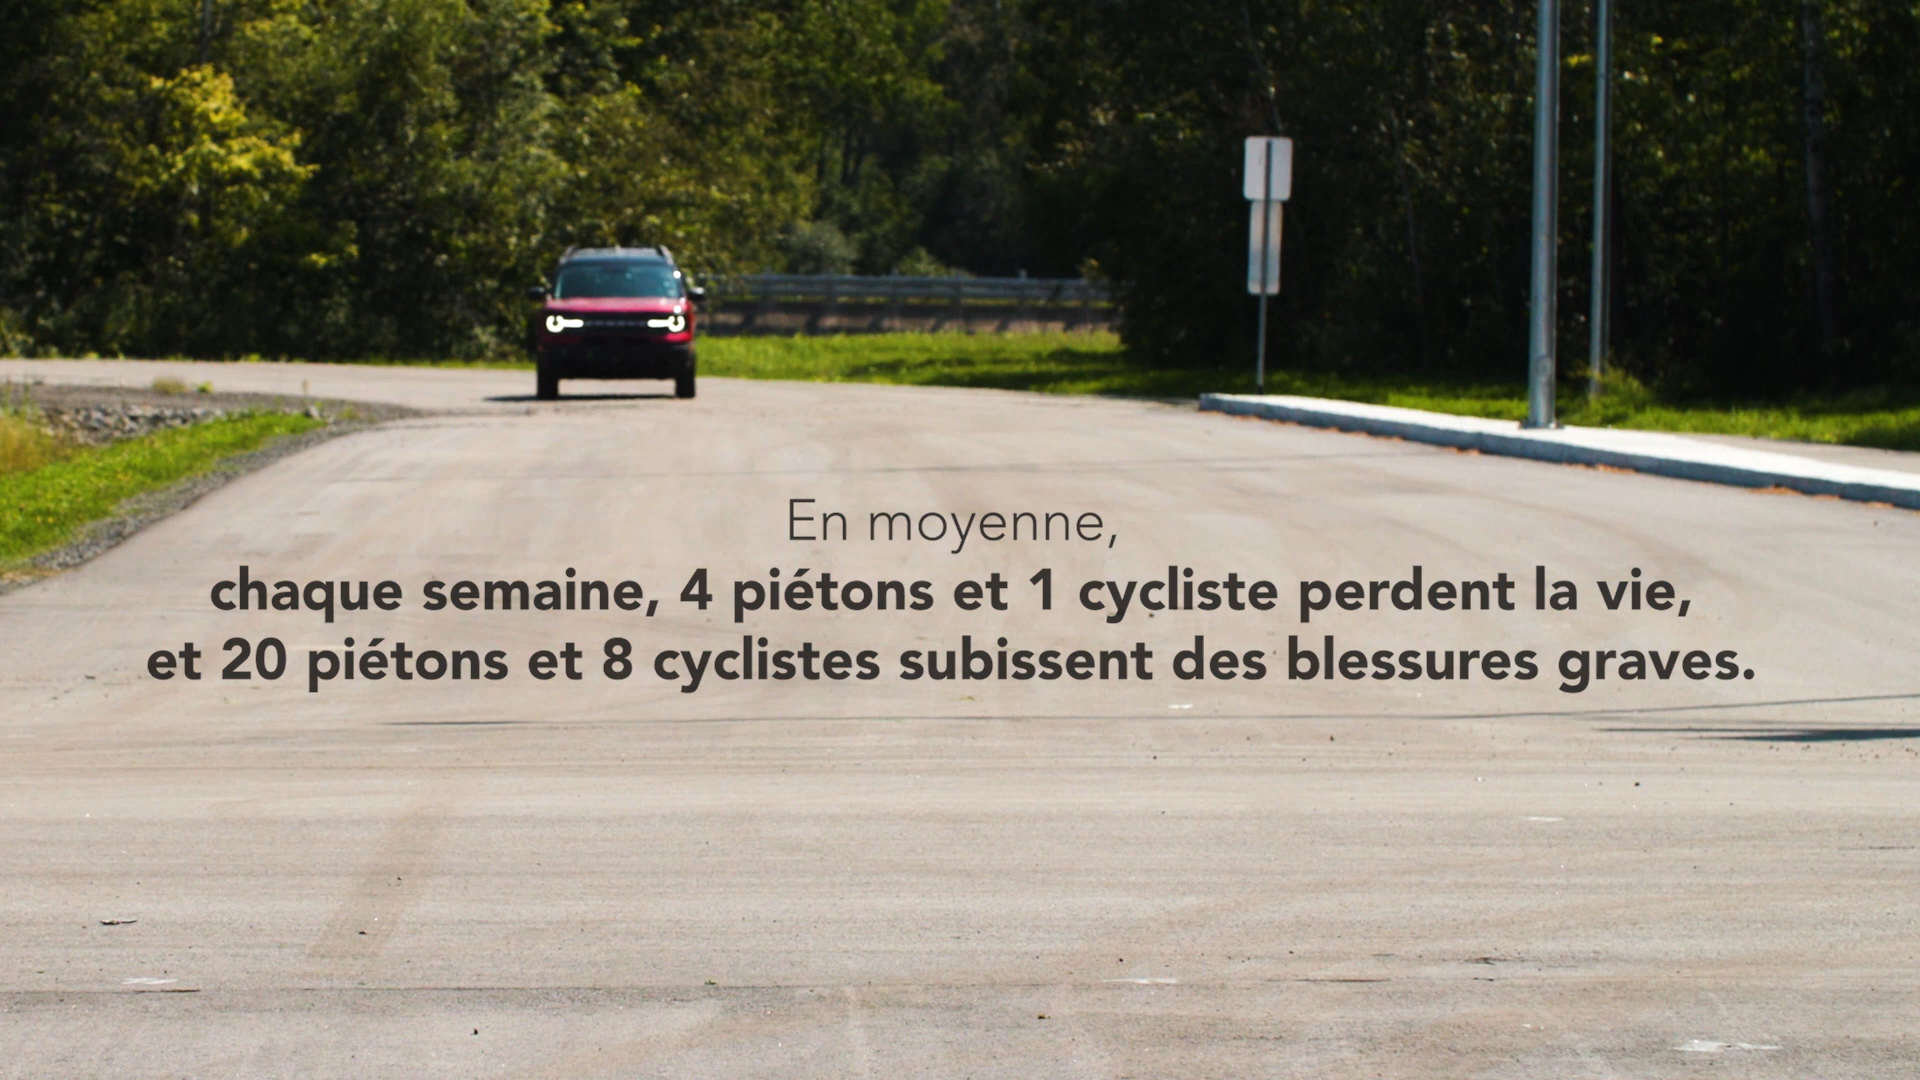 En moyenne,
chaque semaine, 4 piétons et 1 cycliste perdent la vie,
et 20 piétons et 8 cyclistes subissent des blessures graves.